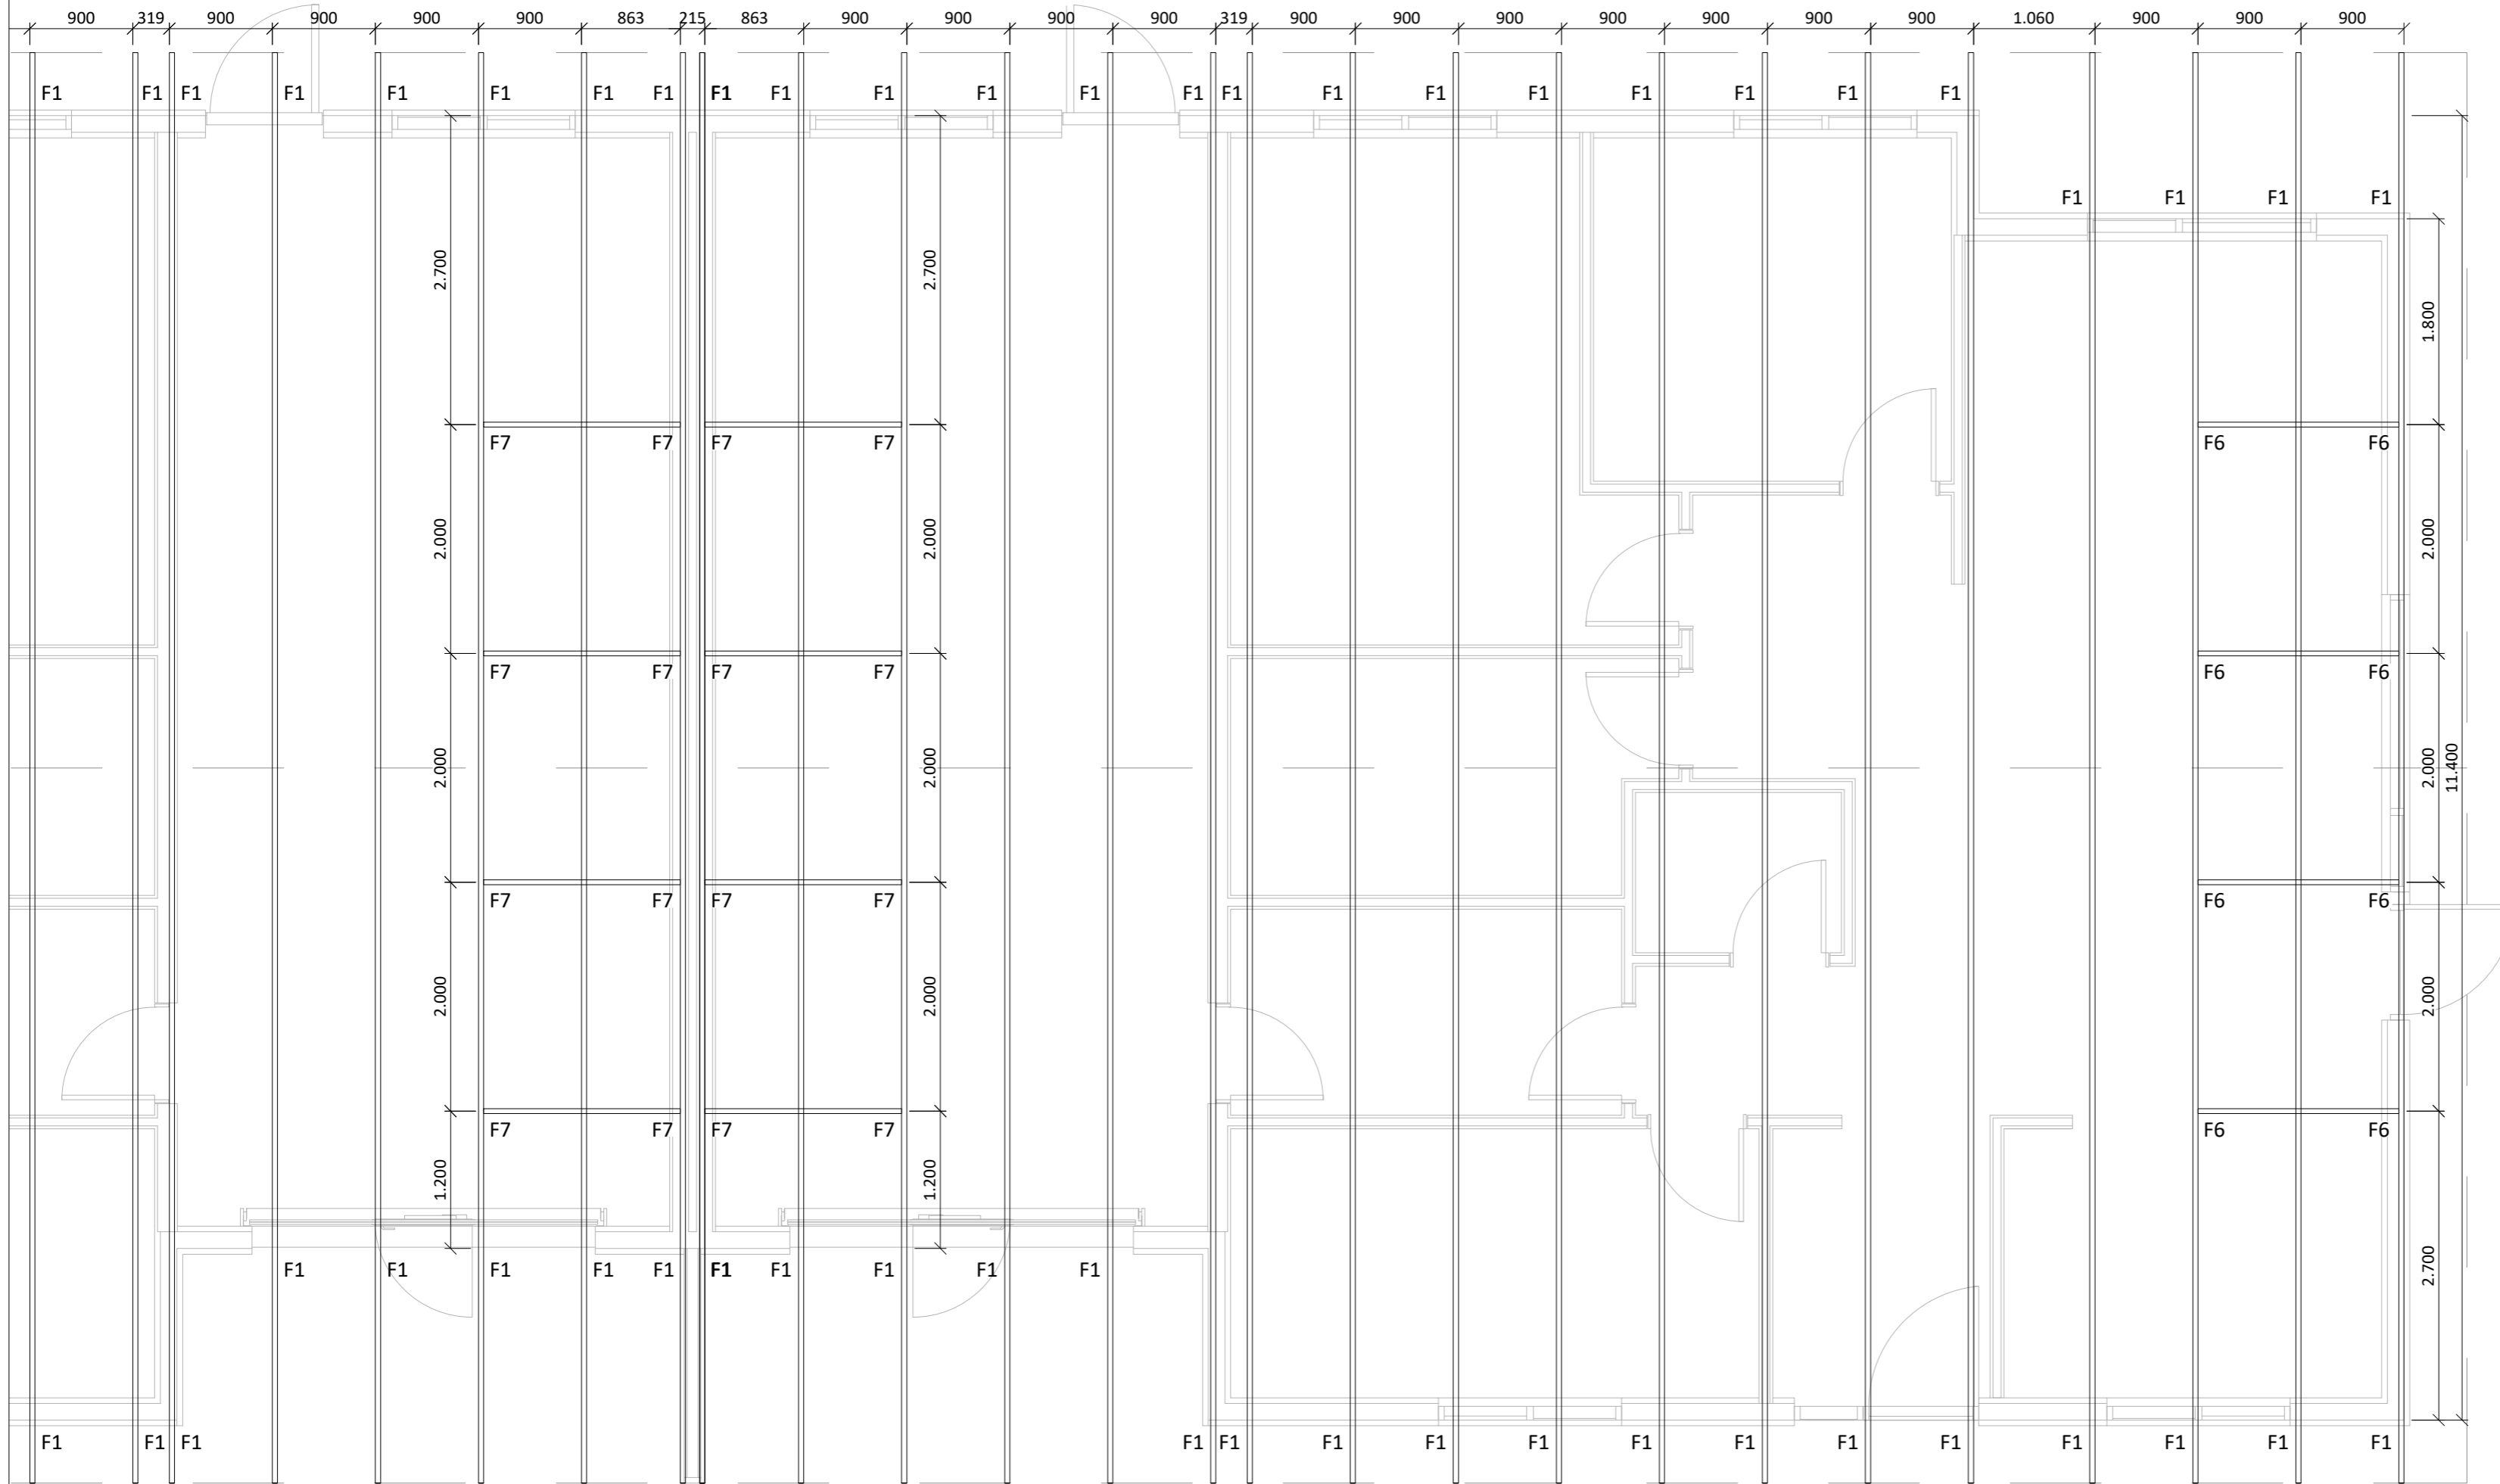 900 319 900 900 900 900 863 215 863 900 900 900 900 319 900 900 900 900 900 900 900 1.060 900 900 900
F1 F1 F1 F1 F1 F1 F1 F1 F1 F1 F1 F1 F1 F1 F1 F1 F1 F1 F1 F1 F1 F1
F1 F1 F1 F1
2.700 2.700
1.800
F7 F7 F7 F7 F6 F6
2.000 2.000 2.000
F7 F7 F7 F7 F6 F6
2.000 2.000 2.000 11.400
F7 F7 F7 F7 F6 F6
2.000 2.000 2.000
F7 F7 F7 F7 F6 F6
1.200 1.200
2.700
F1 F1 F1 F1 F1 F1 F1 F1 F1 F1
F1 F1 F1 F1 F1 F1 F1 F1 F1 F1 F1 F1 F1 F1 F1 F1